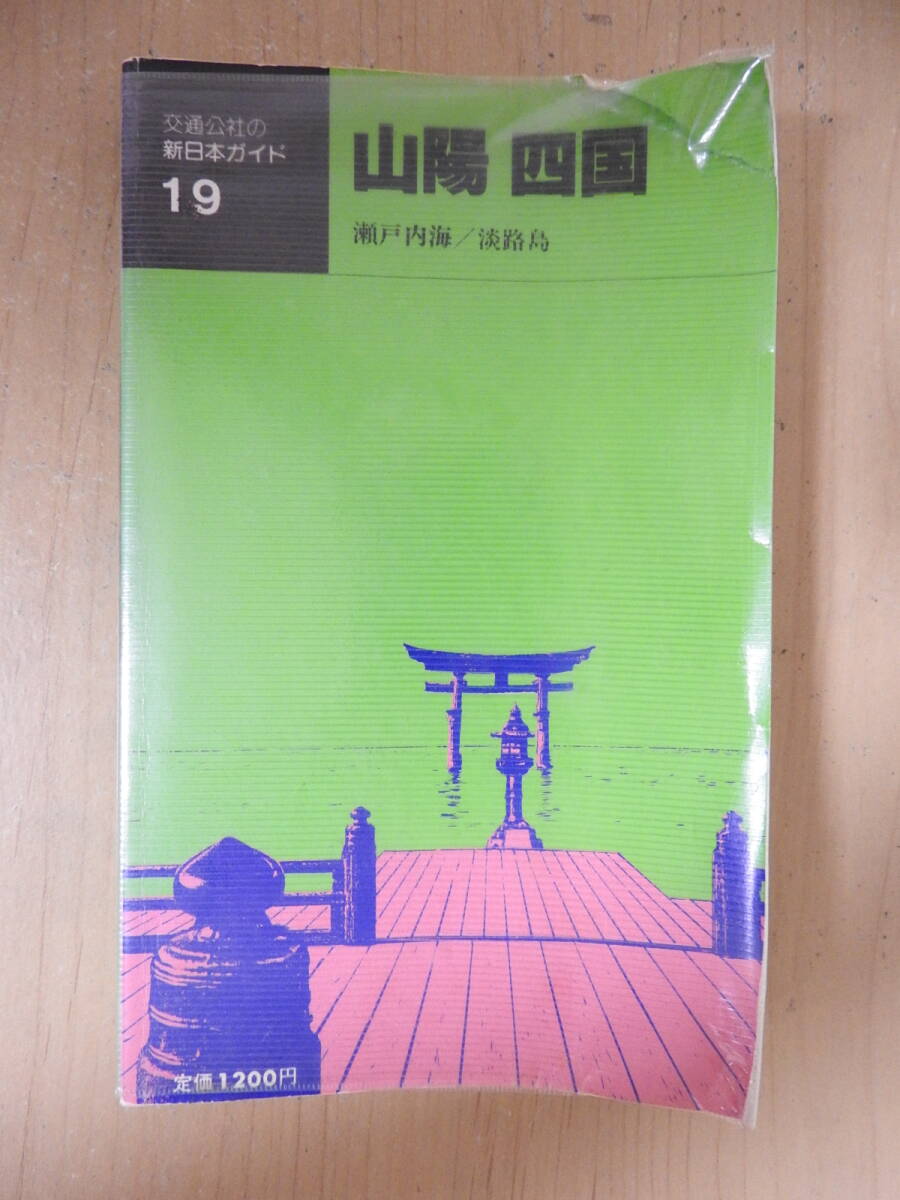 交通公社の
新日本ガイド
19
山陽 四国
瀬戸内海/淡路島
定価1200円